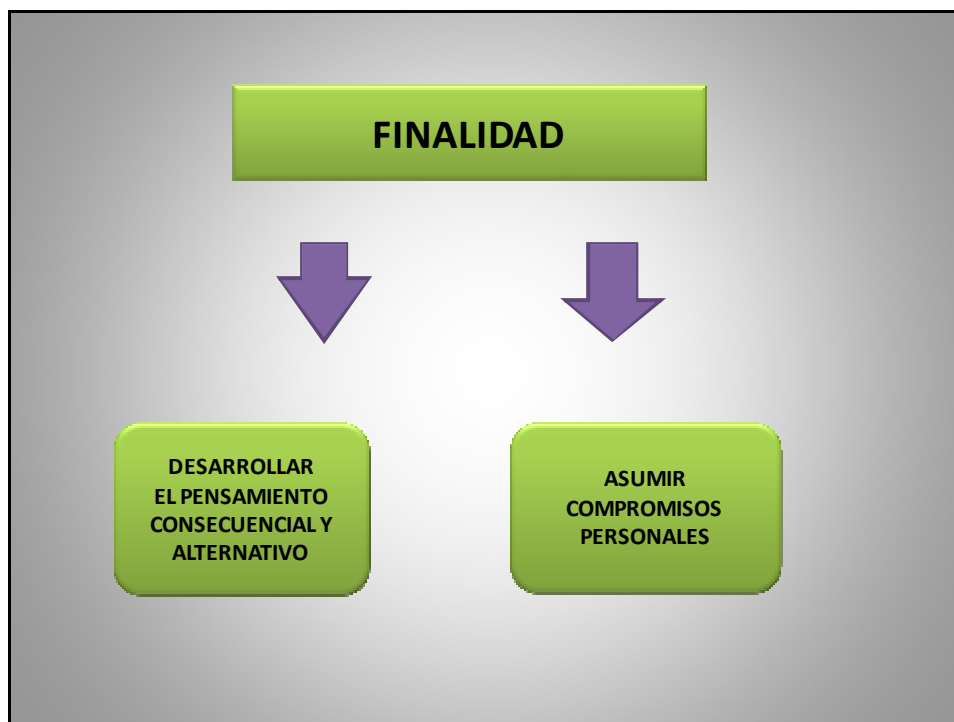 FINALIDAD
DESARROLLAR
EL PENSAMIENTO
CONSECUENCIAL Y
ALTERNATIVO
ASUMIR
COMPROMISOS
PERSONALES